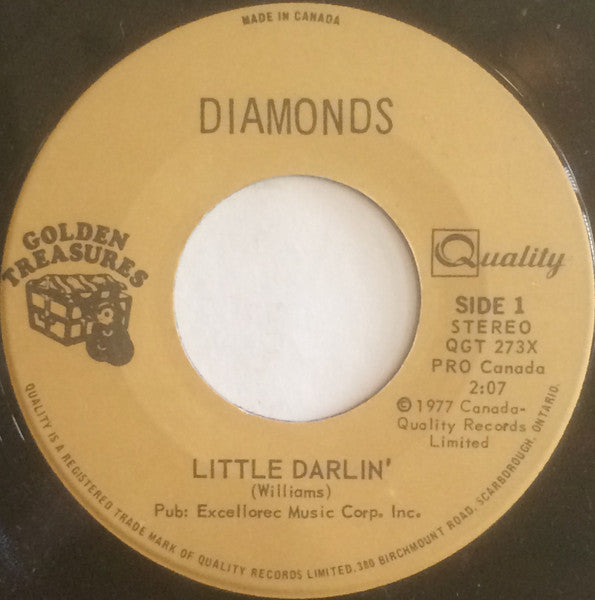 MADE IN CANADA
DIAMONDS
GOLDEN
TREASURES
Quality
SIDE 1
STEREO
QGT 273X
PRO Canada
2:07
©1977 Canada-
Quality Records
Limited
LITTLE DARLIN'
(Williams)
Pub: Excellorec Music Corp. Inc.
QUALITY IS A REGISTERED TRADE MARK OF QUALITY RECORDS LIMITED, 380 BIRCHMOUNT ROAD, SCARBOROUGH, ONTARIO.